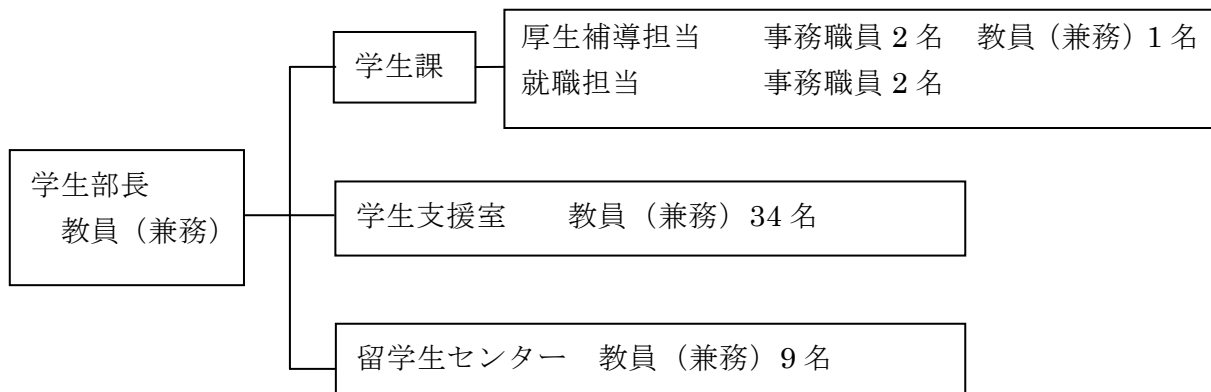 厚生補導担当 事務職員 2 名 教員（兼務）1 名
学生課
就職担当 事務職員 2 名
学生部長
教員（兼務）
学生支援室 教員（兼務）34 名
留学生センター 教員（兼務）9 名